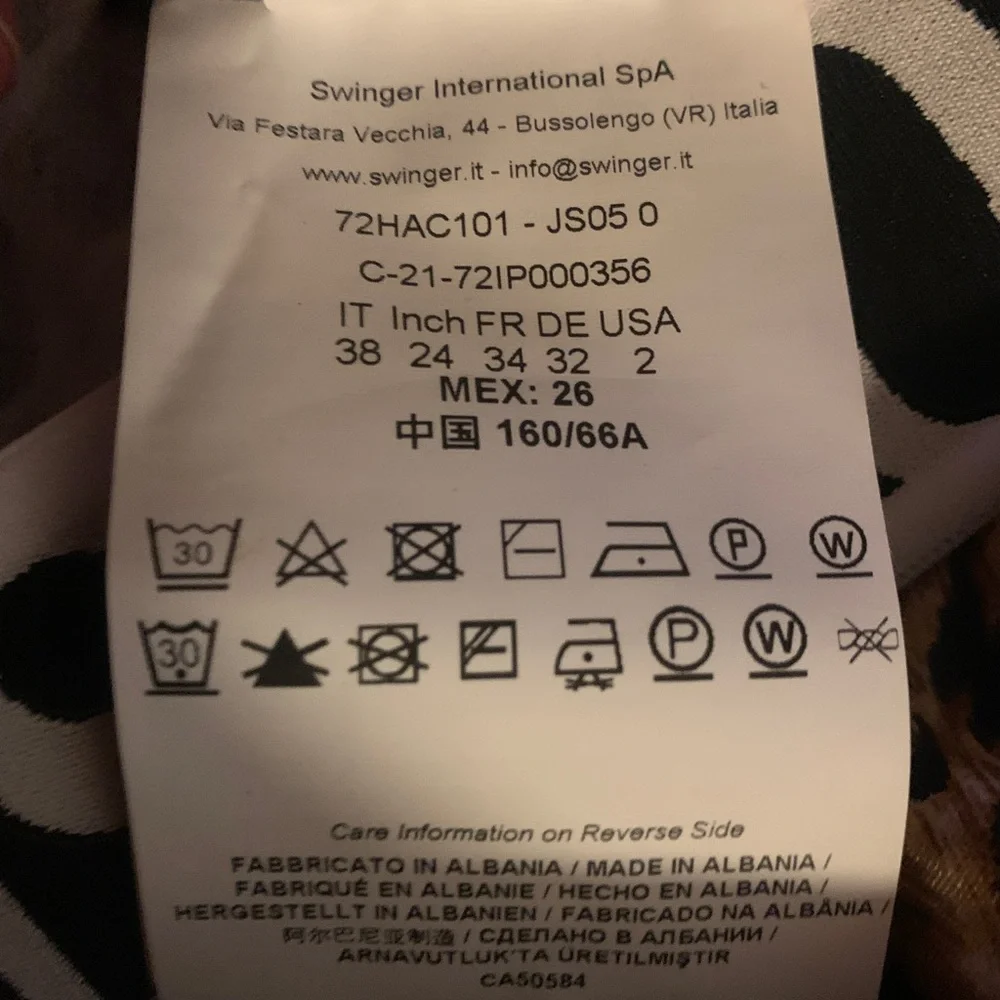 Swinger International SpA
Via Festara Vecchia, 44 - Bussolengo (VR) Italia
www.swinger.it - info@swinger.it
72HAC101 - JS05 0
C-21-72IP000356
IT Inch FR DE USA
38 24 34 32 2
MEX: 26
中国 160/66A
30 P W
30 P W
Care Information on Reverse Side
FABBRICATO IN ALBANIA / MADE IN ALBANIA /
FABRIQUÉ EN ALBANIE / HECHO EN ALBANIA /
HERGESTELLT IN ALBANIEN / FABRICADO NA ALBÂNIA /
阿尔巴尼亚制造 / СДЕЛАНО В АЛБАНИИ /
ARNAVUTLUK'TA ÜRETILMIŞTIR
CA50584